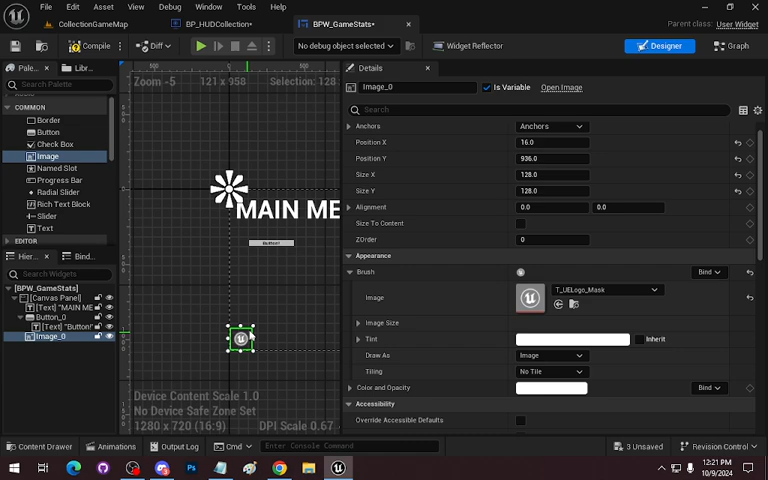 File Edit Asset View Debug Window Tools Help
Parent class: User Widget
CollectionGameMap
BP_HUDCollection•
BPW_GameStats•
Compile
Diff
No debug object selected
Widget Reflector
Designer
Graph
Pale...
Libr...
Search Palette
COMMON
Border
Button
Check Box
Image
Named Slot
Progress Bar
Radial Slider
Rich Text Block
Slider
Text
EDITOR
Hier...
Bind...
Search Widgets
[BPW_GameStats]
[Canvas Panel]
[Text] "MAIN ME
Button_0
[Text] "Button!"
Image_0
500
0
500
Zoom -5
121 x 958
Selection: 128
MAIN ME
Button!
Device Content Scale 1.0
No Device Safe Zone Set
1280 x 720 (16:9)
DPI Scale 0.67
Details
Image_0
Is Variable
Open Image
Search
Anchors
Anchors
Position X
16.0
Position Y
936.0
Size X
128.0
Size Y
128.0
Alignment
0.0
0.0
Size To Content
ZOrder
0
Appearance
Brush
Bind
Image
T_UELogo_Mask
Image Size
Tint
Inherit
Draw As
Image
Tiling
No Tile
Color and Opacity
Bind
Accessibility
Override Accessible Defaults
Content Drawer
Animations
Output Log
Cmd
Enter Console Command
3 Unsaved
Revision Control
12:21 PM
10/9/2024